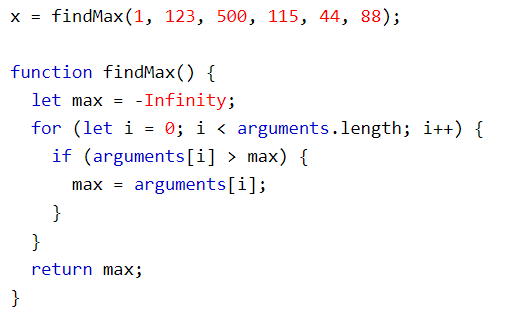 x = findMax(1, 123, 500, 115, 44, 88);

function findMax() {
  let max = -Infinity;
  for (let i = 0; i < arguments.length; i++) {
    if (arguments[i] > max) {
      max = arguments[i];
    }
  }
  return max;
}